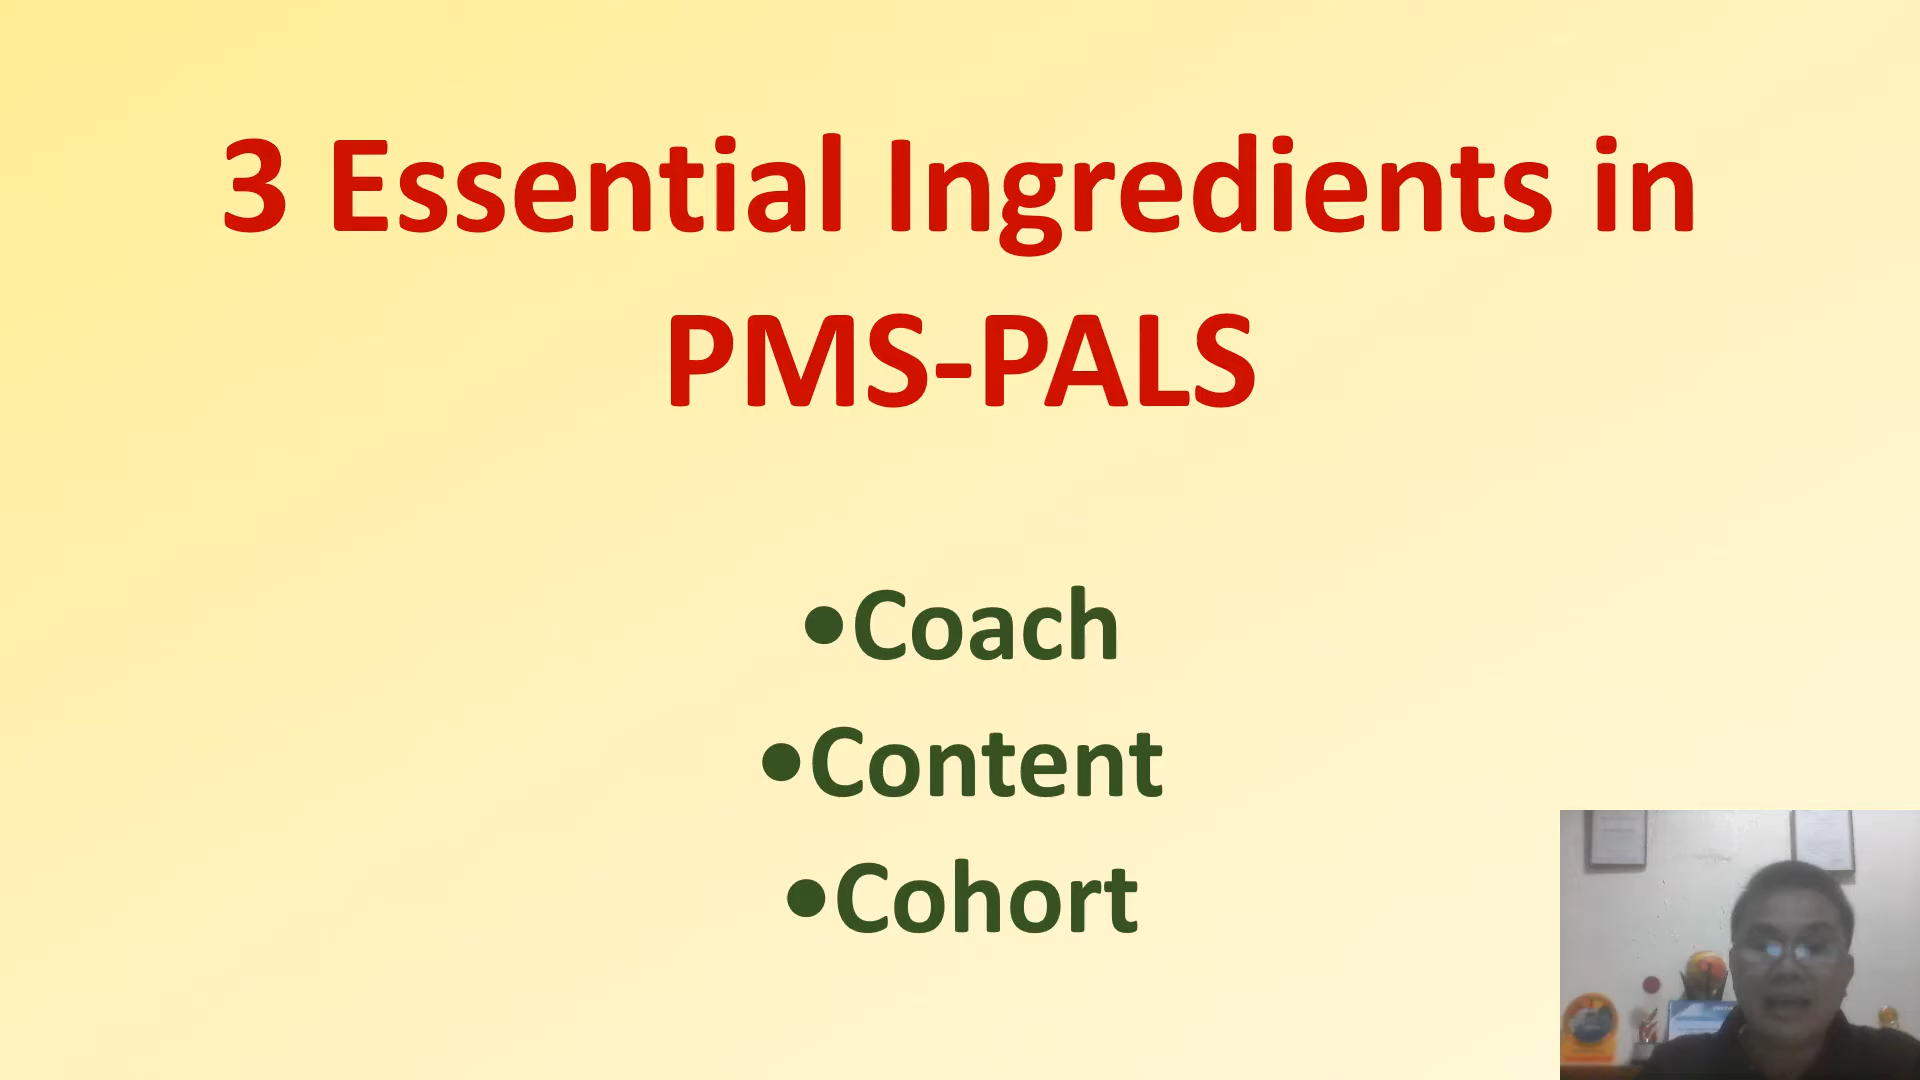 3 Essential Ingredients in
PMS-PALS
•Coach
•Content
•Cohort